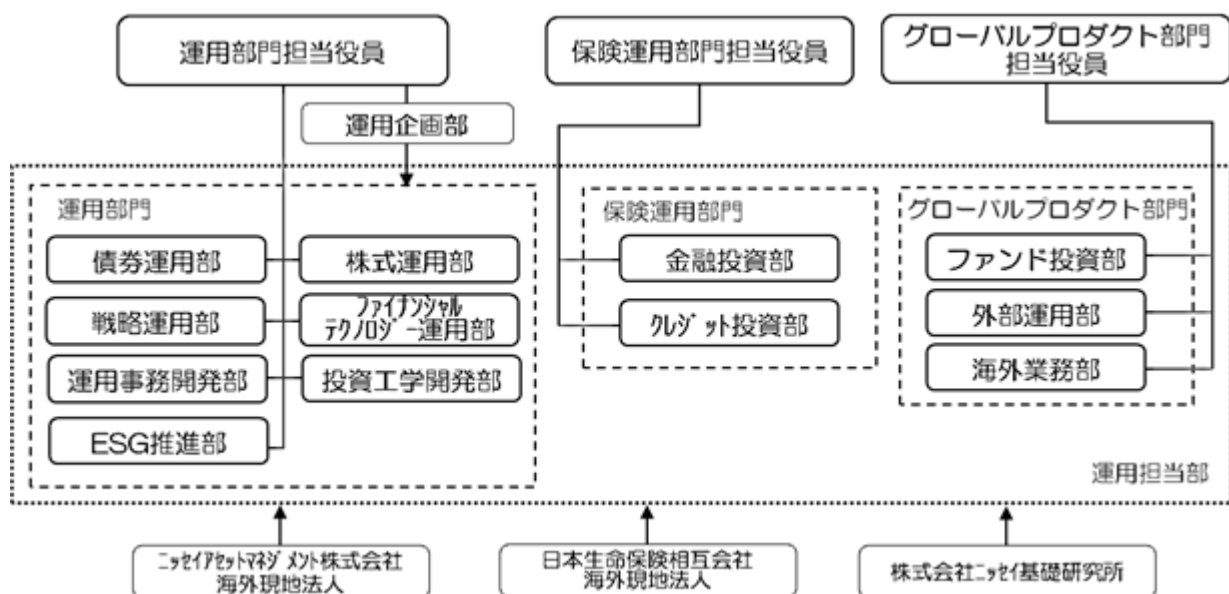 運用部門担当役員
保険運用部門担当役員
グローバルプロダクト部門
担当役員
運用企画部
運用部門
債券運用部
株式運用部
戦略運用部
ファイナンシャル
テクノロジー運用部
運用事務開発部
投資工学開発部
ESG推進部
保険運用部門
金融投資部
クレジット投資部
グローバルプロダクト部門
ファンド投資部
外部運用部
海外業務部
運用担当部
ニッセイアセットマネジメント株式会社
海外現地法人
日本生命保険相互会社
海外現地法人
株式会社ニッセイ基礎研究所